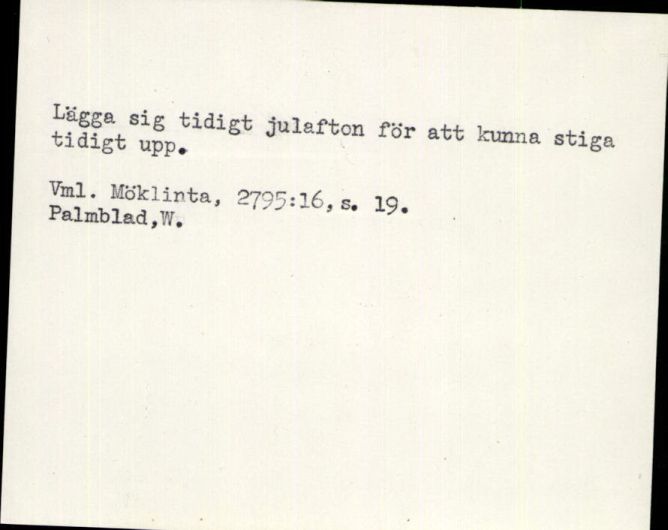 Lägga sig tidigt julafton för att kunna stiga
tidigt upp.
Vml. Möklinta, 2795:16, s. 19.
Palmblad,W.